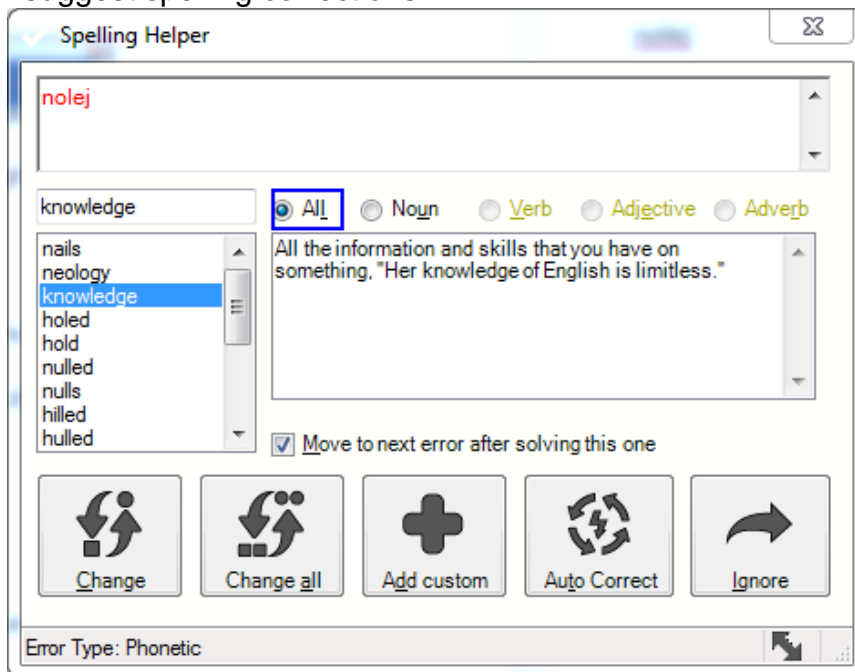 Spelling Helper
nolej
knowledge
All Noun Verb Adjective Adverb
nails
neology
knowledge
holed
hold
nulled
nulls
hilled
hulled
All the information and skills that you have on
something, "Her knowledge of English is limitless."
Move to next error after solving this one
Change
Change all
Add custom
Auto Correct
Ignore
Error Type: Phonetic